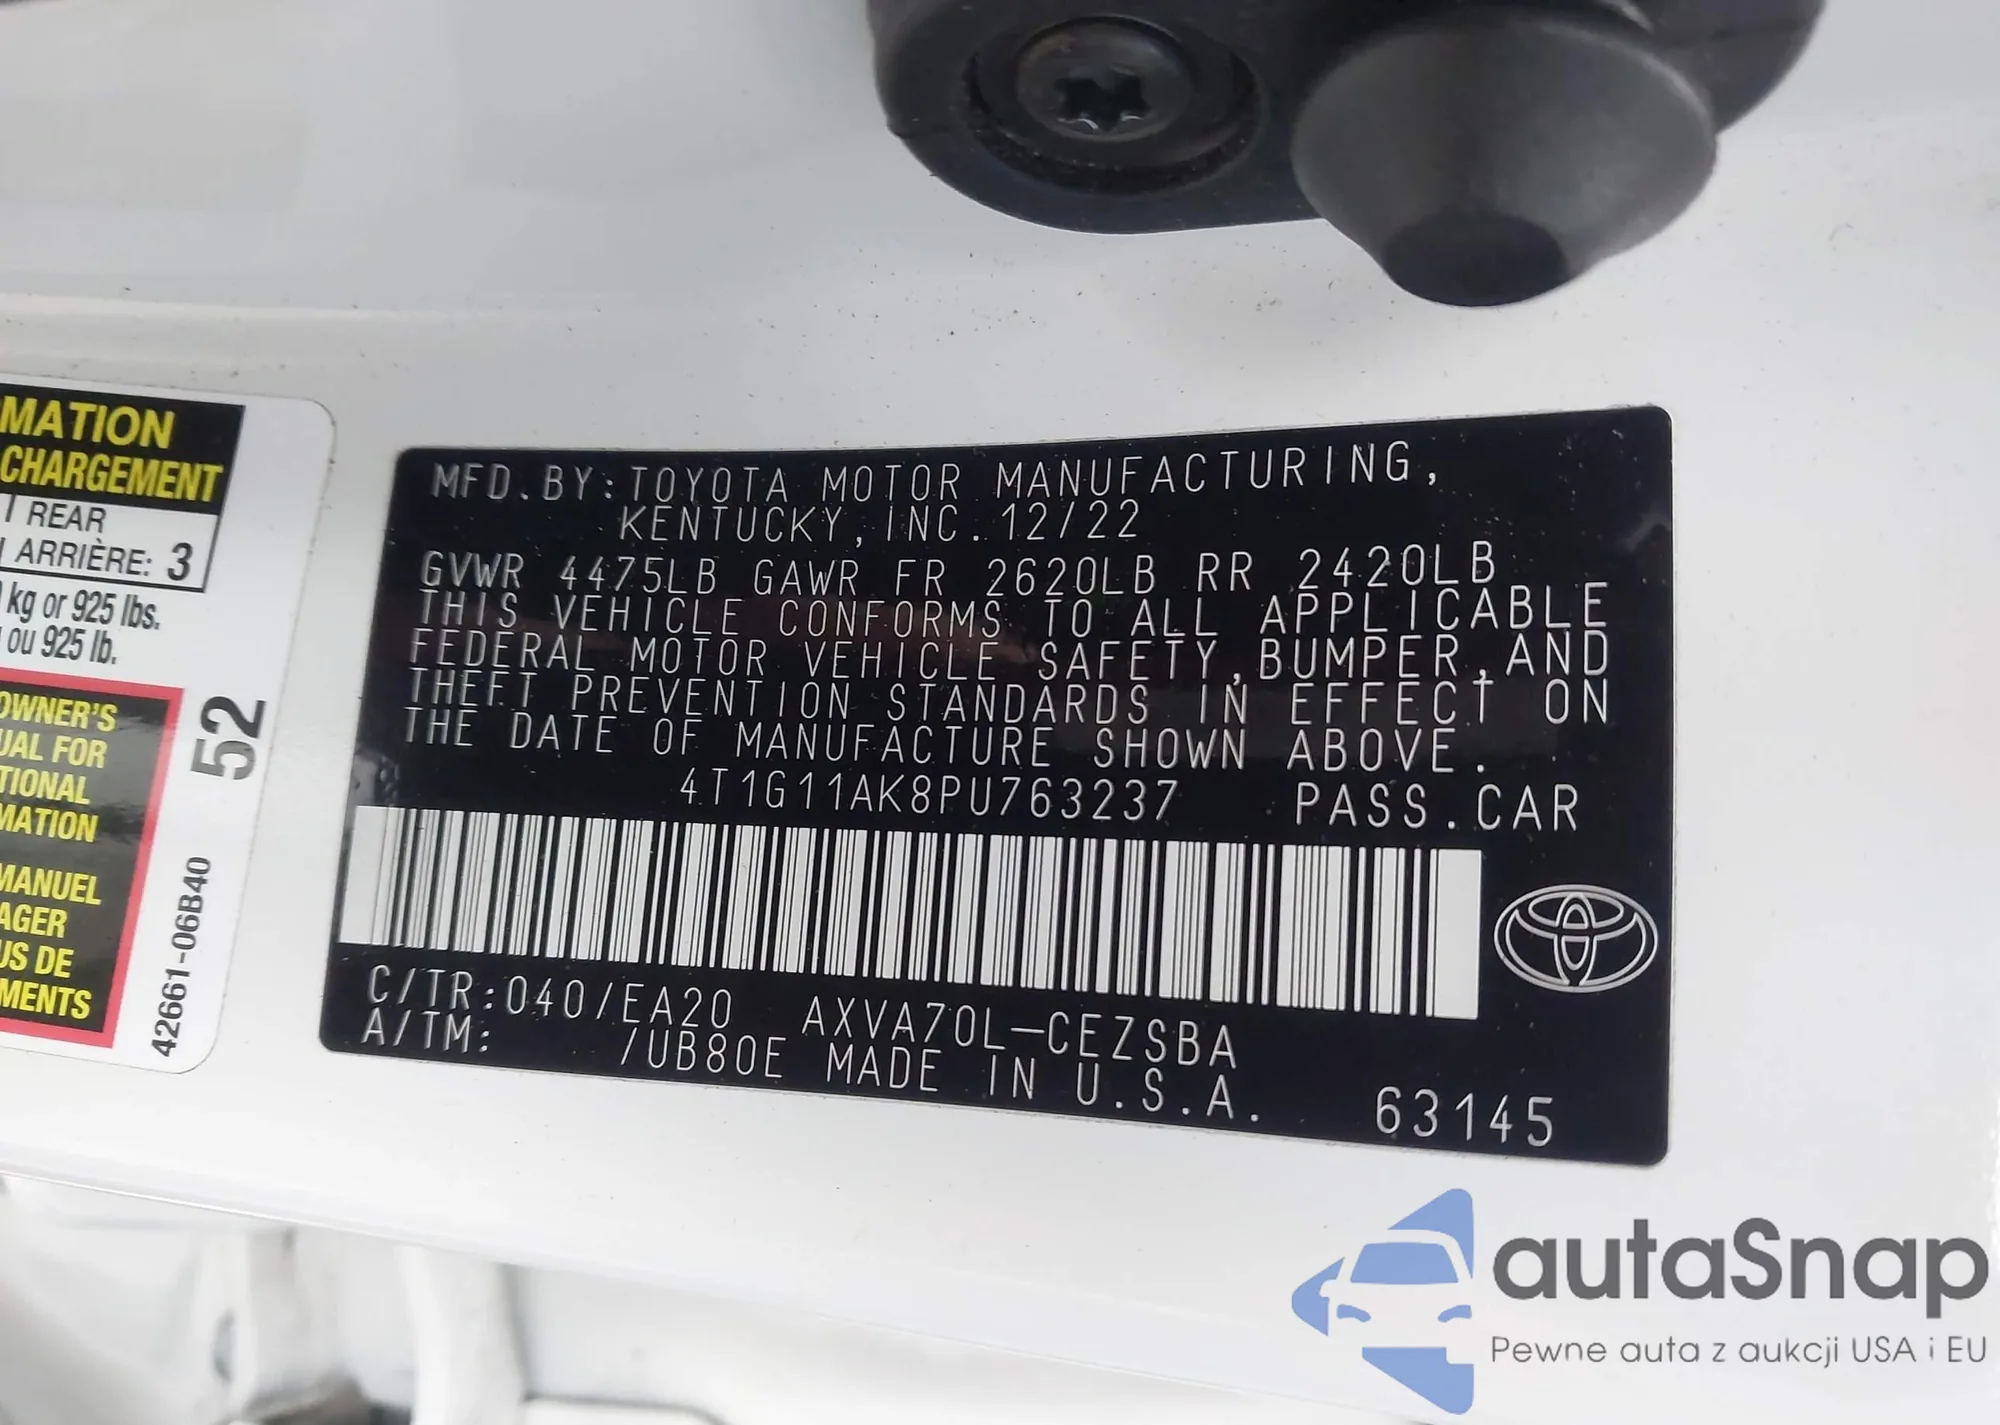 MATION
CHARGEMENT
REAR
ARRIÈRE: 3
kg or 925 lbs.
ou 925 lb.
OWNER'S
UAL FOR
TIONAL
MATION
MANUEL
AGER
US DE
MENTS
52
42661-06B40
MFD.BY:TOYOTA MOTOR MANUFACTURING,
KENTUCKY,INC. 12/22
GVWR 4475LB GAWR FR 2620LB RR 2420LB
THIS VEHICLE CONFORMS TO ALL APPLICABLE
FEDERAL MOTOR VEHICLE SAFETY,BUMPER,AND
THEFT PREVENTION STANDARDS IN EFFECT ON
THE DATE OF MANUFACTURE SHOWN ABOVE.
4T1G11AK8PU763237 PASS.CAR
C/TR:040/EA20 AXVA70L-CEZSBA
A/TM: /UB80E MADE IN U.S.A.
63145
autaSnap
Pewne auta z aukcji USA i EU